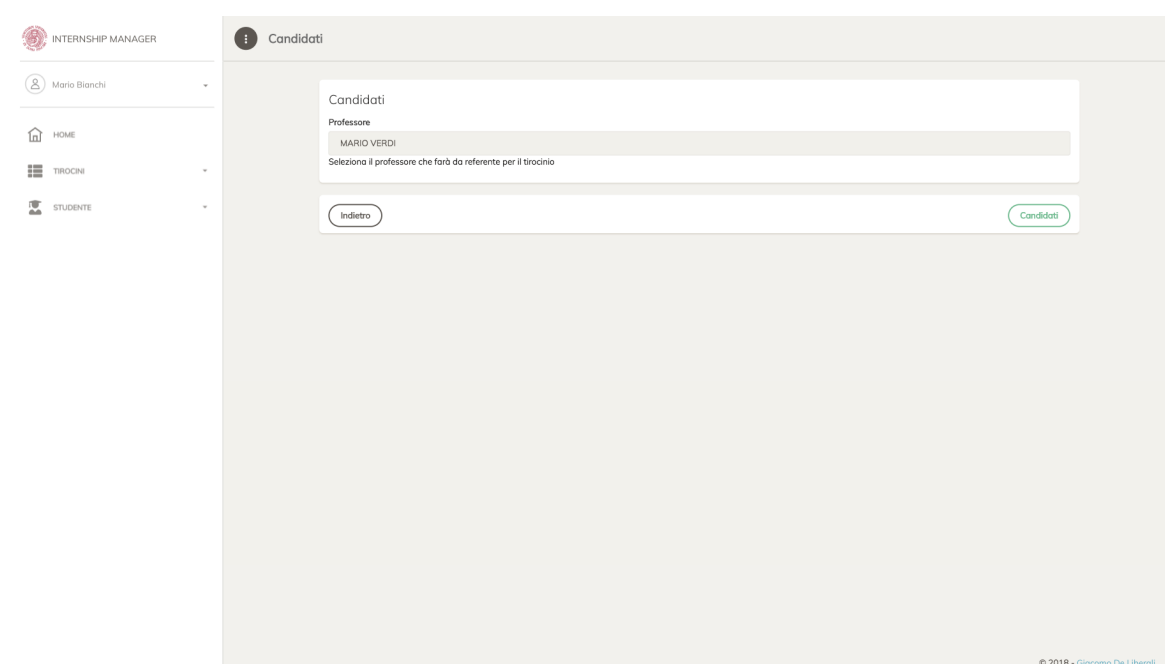 INTERNSHIP MANAGER
Candidati
Mario Bianchi
HOME
TIROCINI
STUDENTE
Candidati
Professore
MARIO VERDI
Seleziona il professore che farà da referente per il tirocinio
Indietro
Candidati
© 2018 - Giacomo De Liberali